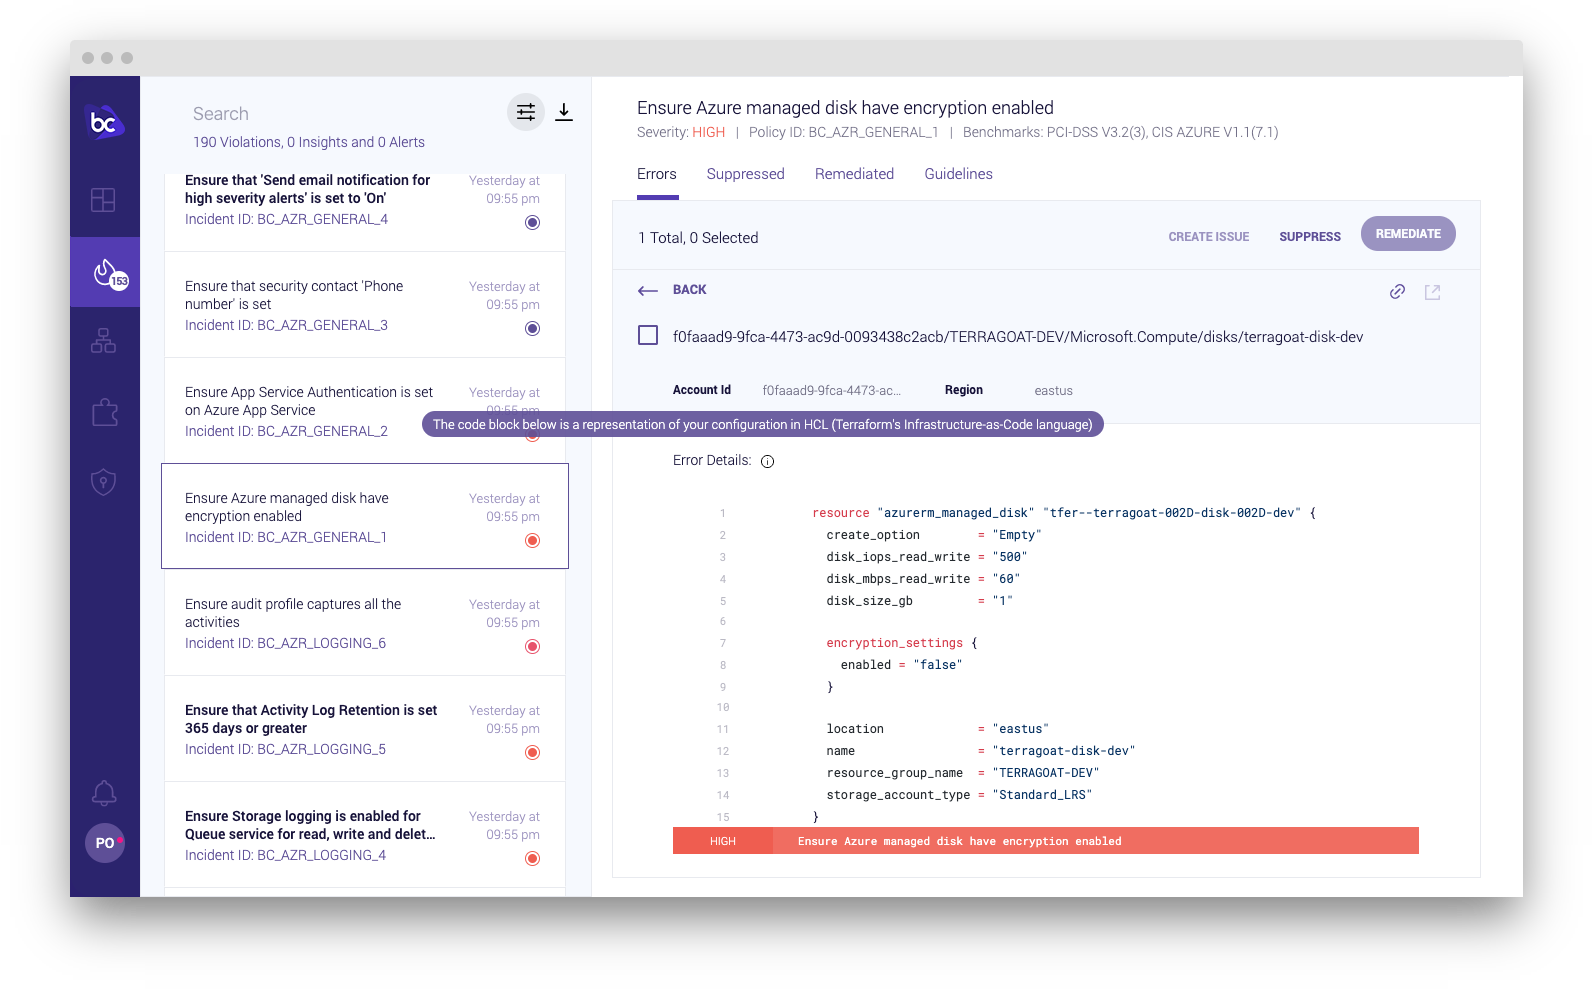 bc
153
PO
Search
190 Violations, 0 Insights and 0 Alerts
Ensure that 'Send email notification for
high severity alerts' is set to 'On'
Incident ID: BC_AZR_GENERAL_4
Yesterday at
09:55 pm
Ensure that security contact 'Phone
number' is set
Incident ID: BC_AZR_GENERAL_3
Yesterday at
09:55 pm
Ensure App Service Authentication is set
on Azure App Service
Incident ID: BC_AZR_GENERAL_2
Yesterday at
09:55 pm
Ensure Azure managed disk have
encryption enabled
Incident ID: BC_AZR_GENERAL_1
Yesterday at
09:55 pm
Ensure audit profile captures all the
activities
Incident ID: BC_AZR_LOGGING_6
Yesterday at
09:55 pm
Ensure that Activity Log Retention is set
365 days or greater
Incident ID: BC_AZR_LOGGING_5
Yesterday at
09:55 pm
Ensure Storage logging is enabled for
Queue service for read, write and delet...
Incident ID: BC_AZR_LOGGING_4
Yesterday at
09:55 pm
Ensure Azure managed disk have encryption enabled
Severity: HIGH | Policy ID: BC_AZR_GENERAL_1 | Benchmarks: PCI-DSS V3.2(3), CIS AZURE V1.1(7.1)
Errors Suppressed Remediated Guidelines
1 Total, 0 Selected
CREATE ISSUE SUPPRESS REMEDIATE
BACK
f0faaad9-9fca-4473-ac9d-0093438c2acb/TERRAGOAT-DEV/Microsoft.Compute/disks/terragoat-disk-dev
Account Id f0faaad9-9fca-4473-ac... Region eastus
The code block below is a representation of your configuration in HCL (Terraform's Infrastructure-as-Code language)
Error Details:
1 resource "azurerm_managed_disk" "tfer--terragoat-002D-disk-002D-dev" {
2 create_option = "Empty"
3 disk_iops_read_write = "500"
4 disk_mbps_read_write = "60"
5 disk_size_gb = "1"
6
7 encryption_settings {
8 enabled = "false"
9 }
10
11 location = "eastus"
12 name = "terragoat-disk-dev"
13 resource_group_name = "TERRAGOAT-DEV"
14 storage_account_type = "Standard_LRS"
15 }
HIGH Ensure Azure managed disk have encryption enabled